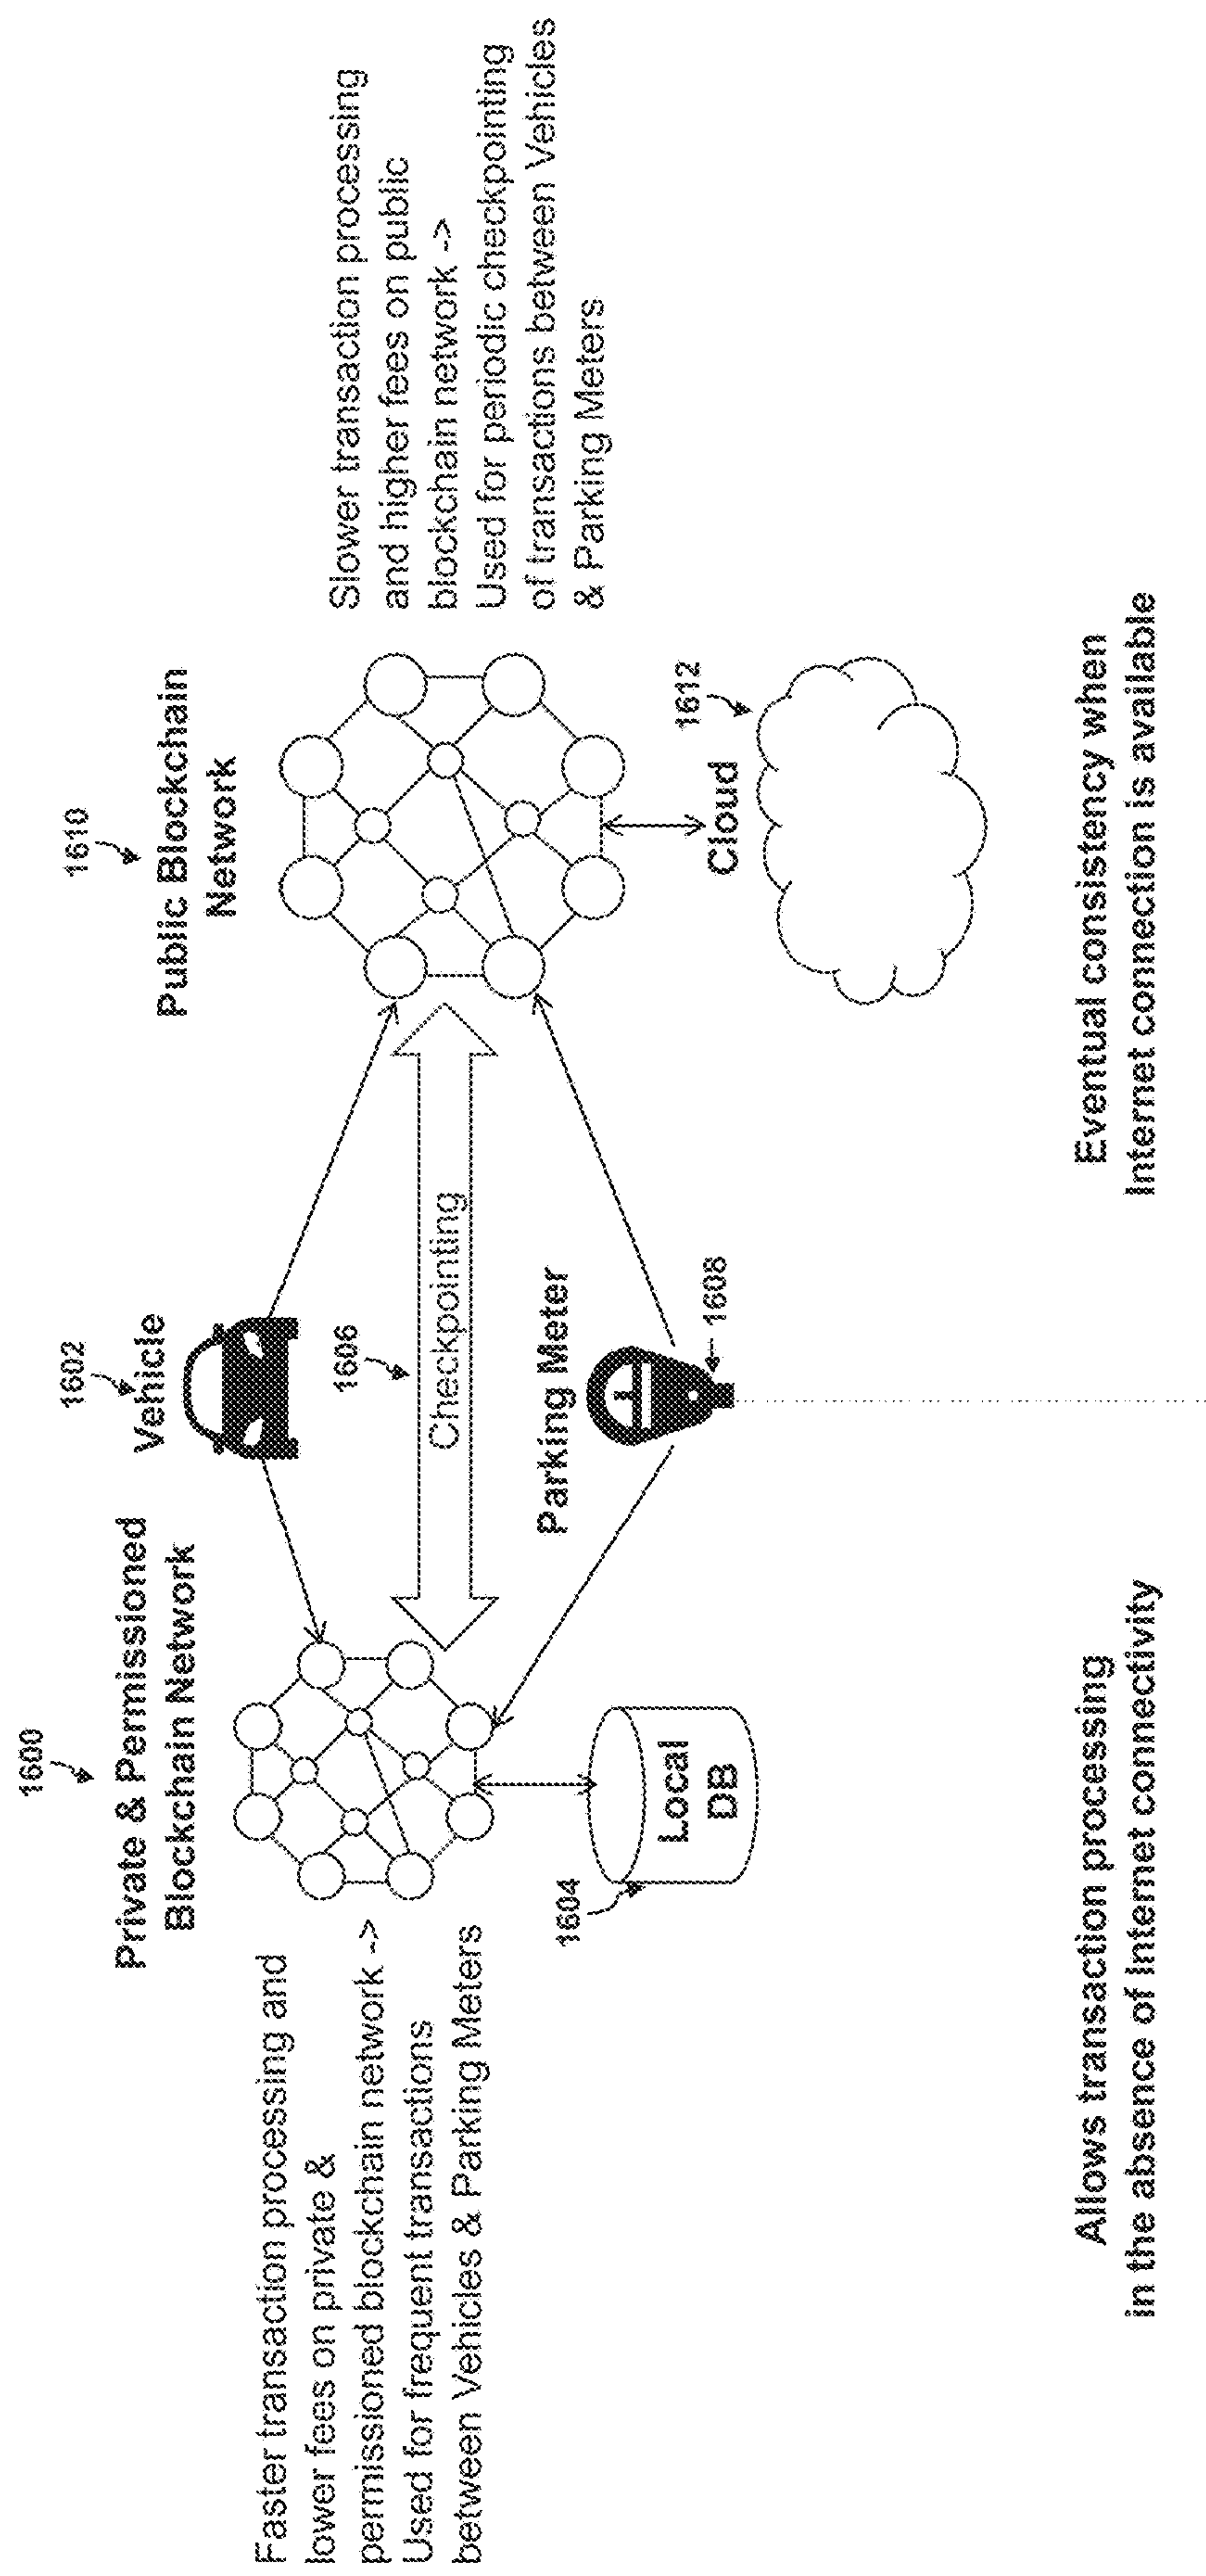 1600
Private & Permissioned
Blockchain Network
Faster transaction processing and
lower fees on private &
permissioned blockchain network ->
Used for frequent transactions
between Vehicles & Parking Meters
1604
Local
DB
1602
Vehicle
1606
Checkpointing
Parking Meter
1608
1610
Public Blockchain
Network
Slower transaction processing
and higher fees on public
blockchain network ->
Used for periodic checkpointing
of transactions between Vehicles
& Parking Meters
1612
Cloud
Allows transaction processing
in the absence of Internet connectivity
Eventual consistency when
Internet connection is available